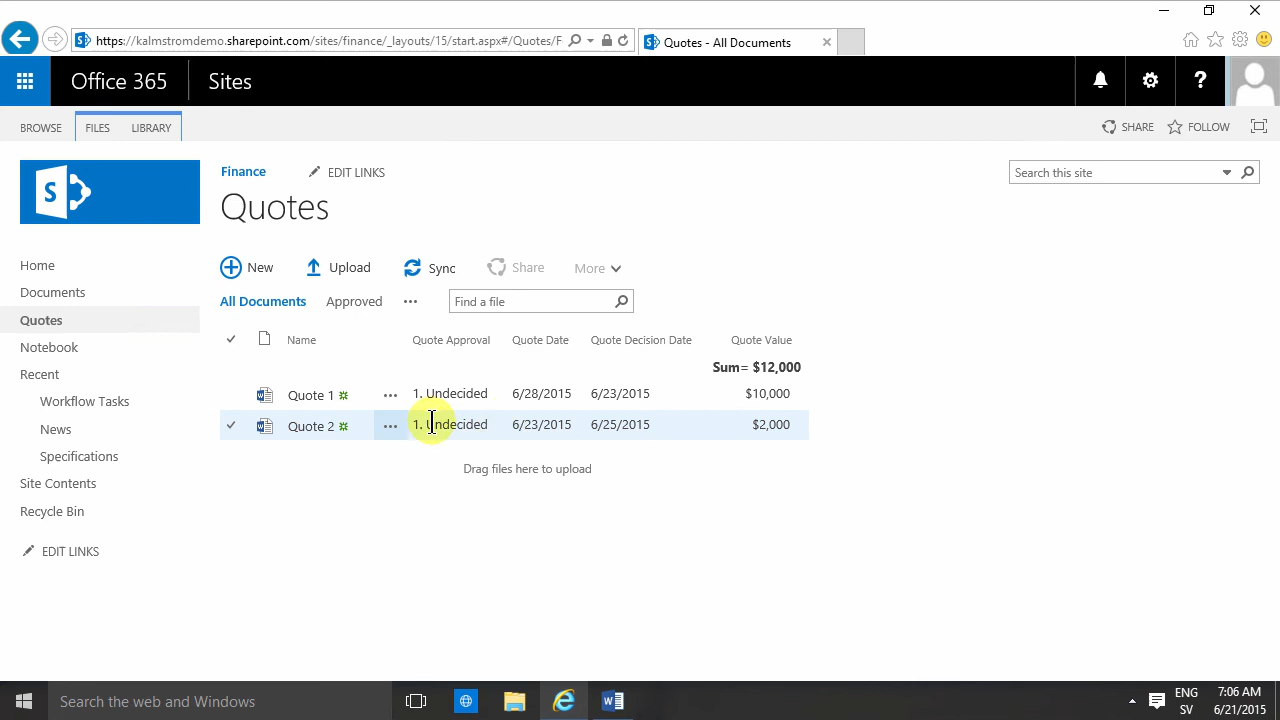 https://kalmstromdemo.sharepoint.com/sites/finance/_layouts/15/start.aspx#/Quotes/F
Quotes - All Documents
Office 365
Sites
BROWSE
FILES
LIBRARY
SHARE
FOLLOW
Finance
EDIT LINKS
Search this site
Quotes
New
Upload
Sync
Share
More
All Documents
Approved
Find a file
Name Quote Approval Quote Date Quote Decision Date Quote Value
Sum= $12,000
Quote 1 1. Undecided 6/28/2015 6/23/2015 $10,000
Quote 2 1. Undecided 6/23/2015 6/25/2015 $2,000
Drag files here to upload
Home
Documents
Quotes
Notebook
Recent
Workflow Tasks
News
Specifications
Site Contents
Recycle Bin
EDIT LINKS
Search the web and Windows
ENG
SV
7:06 AM
6/21/2015